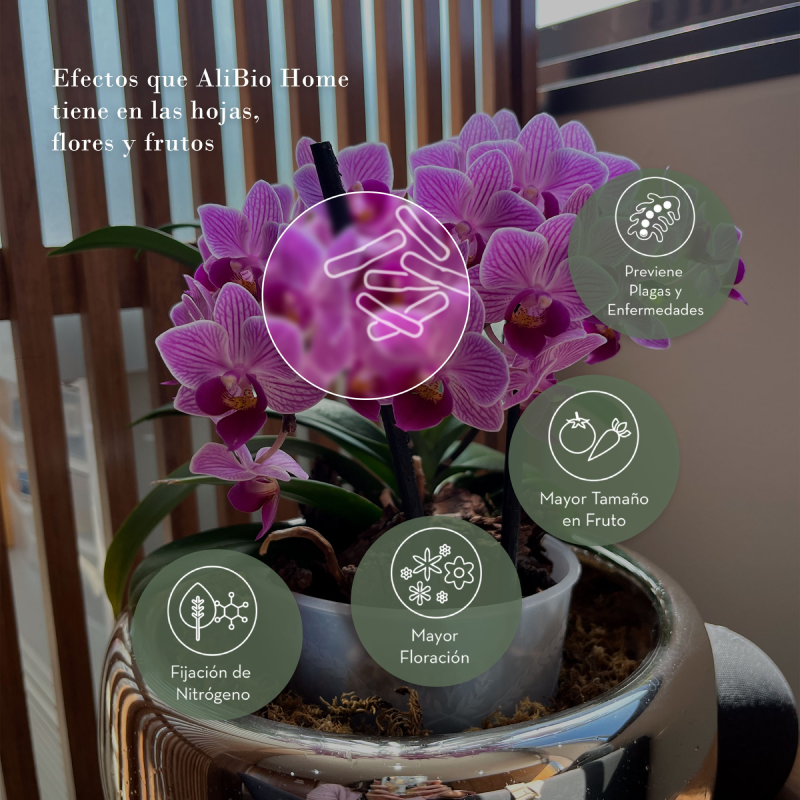 Efectos que AliBio Home
tiene en las hojas,
flores y frutos
Previene
Plagas y
Enfermedades
Mayor Tamaño
en Fruto
Mayor
Floración
Fijación de
Nitrógeno